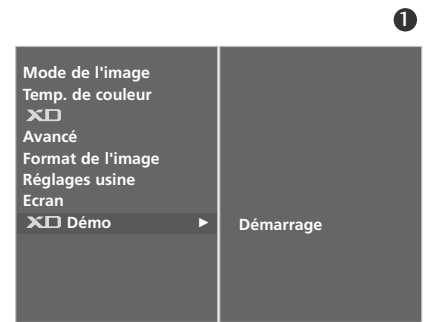 1
Mode de l'image
Temp. de couleur
XD
Avancé
Format de l'image
Réglages usine
Ecran
XD Démo ►
Démarrage